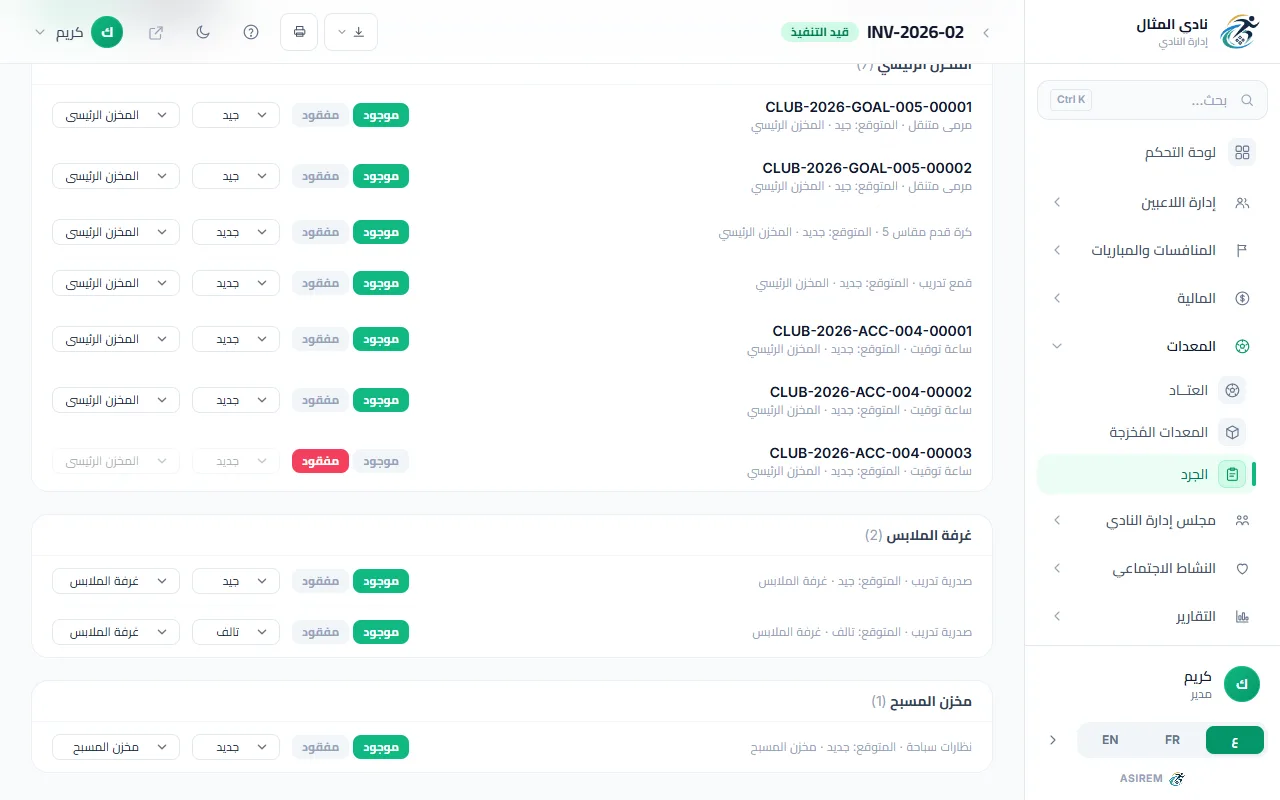 نادي المثال
إدارة النادي
بحث...
Ctrl K
لوحة التحكم
إدارة اللاعبين
المنافسات والمباريات
المالية
المعدات
العتـاد
المعدات المُخرَجة
الجرد
مجلس إدارة النادي
النشاط الاجتماعي
التقارير
ك
كريم
مدير
ع
FR
EN
ASIREM
INV-2026-02
قيد التنفيذ
ك
كريم
المخزن الرئيسي (7)
CLUB-2026-GOAL-005-00001
مرمى متنقل · المتوقع: جيد · المخزن الرئيسي
موجود
مفقود
جيد
المخزن الرئيسي
CLUB-2026-GOAL-005-00002
مرمى متنقل · المتوقع: جيد · المخزن الرئيسي
موجود
مفقود
جيد
المخزن الرئيسي
كرة قدم مقاس 5 · المتوقع: جديد · المخزن الرئيسي
موجود
مفقود
جديد
المخزن الرئيسي
قمع تدريب · المتوقع: جديد · المخزن الرئيسي
موجود
مفقود
جديد
المخزن الرئيسي
CLUB-2026-ACC-004-00001
ساعة توقيت · المتوقع: جديد · المخزن الرئيسي
موجود
مفقود
جديد
المخزن الرئيسي
CLUB-2026-ACC-004-00002
ساعة توقيت · المتوقع: جديد · المخزن الرئيسي
موجود
مفقود
جديد
المخزن الرئيسي
CLUB-2026-ACC-004-00003
ساعة توقيت · المتوقع: جديد · المخزن الرئيسي
موجود
مفقود
جديد
المخزن الرئيسي
غرفة الملابس (2)
صدرية تدريب · المتوقع: جيد · غرفة الملابس
موجود
مفقود
جيد
غرفة الملابس
صدرية تدريب · المتوقع: تالف · غرفة الملابس
موجود
مفقود
تالف
غرفة الملابس
مخزن المسبح (1)
نظارات سباحة · المتوقع: جديد · مخزن المسبح
موجود
مفقود
جديد
مخزن المسبح